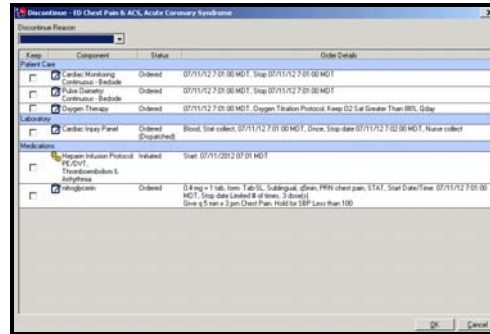 Discontinue - ED Chest Pain & ACS, Acute Coronary Syndrome
Discontinue Reason
Keep Component Status Order Details
Patient Care
Cardiac Monitoring Ordered 07/11/12 7:01:00 MDT, Stop 07/11/12 7:01:00 MDT
Continuous - Bedside
Pulse Oximetry Ordered 07/11/12 7:01:00 MDT, Stop 07/11/12 7:01:00 MDT
Continuous - Bedside
Oxygen Therapy Ordered 07/11/12 7:01:00 MDT, Oxygen Titration Protocol, Keep O2 Sat Greater Than 88%, Qday
Laboratory
Cardiac Injury Panel Ordered Blood, Stat collect, 07/11/12 7:01:00 MDT, Once, Stop date 07/11/12 7:02:00 MDT, Nurse collect
(Dispatched)
Medications
Heparin Infusion Protocol Initiated Start: 07/11/2012 07:01 MDT
PE/DVT,
Thromboembolism &
Arrhythmia
nitroglycerin Ordered 0.4 mg = 1 tab, form: Tab SL, Sublingual, q5min, PRN chest pain, STAT, Start Date/Time: 07/11/12 7:01:00
MDT, Stop date Limited # of times, 3 dose(s)
Give q 5 min x 3 prn Chest Pain. Hold for SBP Less than 100
OK Cancel